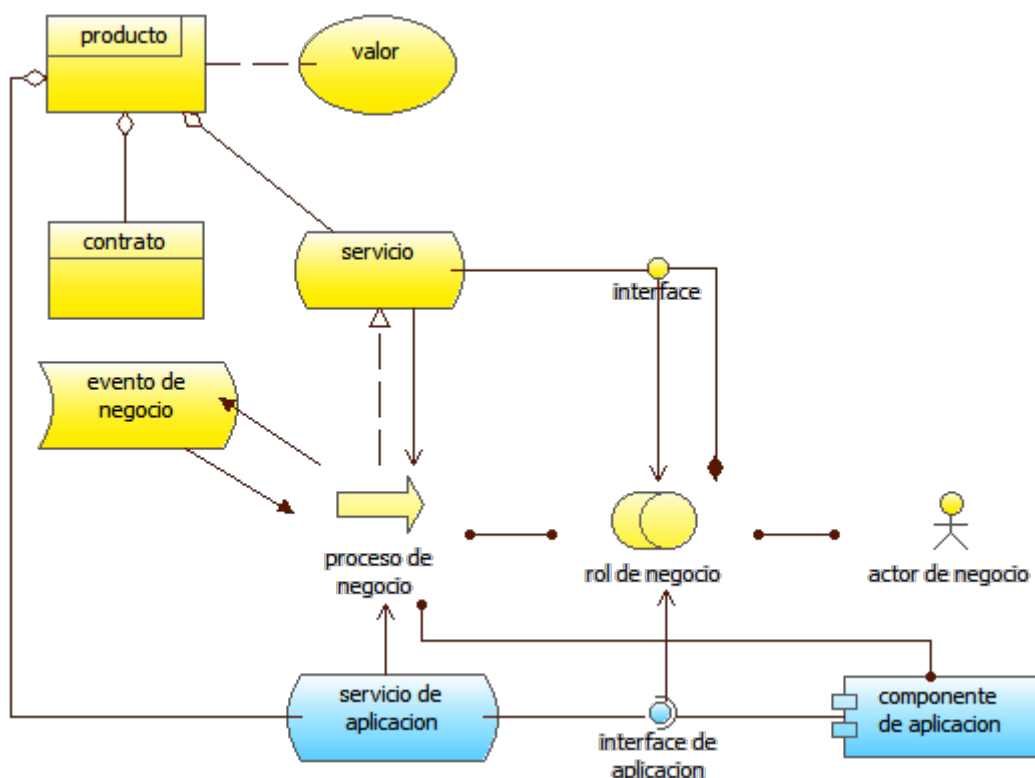 producto
valor
contrato
servicio
interface
evento de
negocio
proceso de
negocio
rol de negocio
actor de negocio
servicio de
aplicacion
interface de
aplicacion
componente
de aplicacion